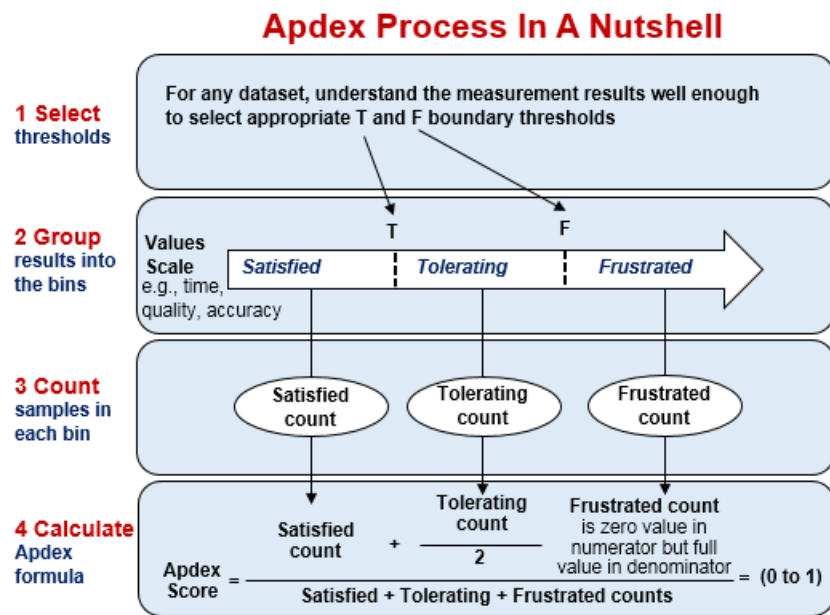 Apdex Process In A Nutshell
1 Select
thresholds
For any dataset, understand the measurement results well enough
to select appropriate T and F boundary thresholds
2 Group
results into
the bins
Values
Scale
e.g., time,
quality, accuracy
T
F
Satisfied
Tolerating
Frustrated
3 Count
samples in
each bin
Satisfied
count
Tolerating
count
Frustrated
count
4 Calculate
Apdex
formula
Apdex
Score
=
Satisfied
count
+
Tolerating
count
2
Frustrated count
is zero value in
numerator but full
value in denominator
Satisfied + Tolerating + Frustrated counts
= (0 to 1)